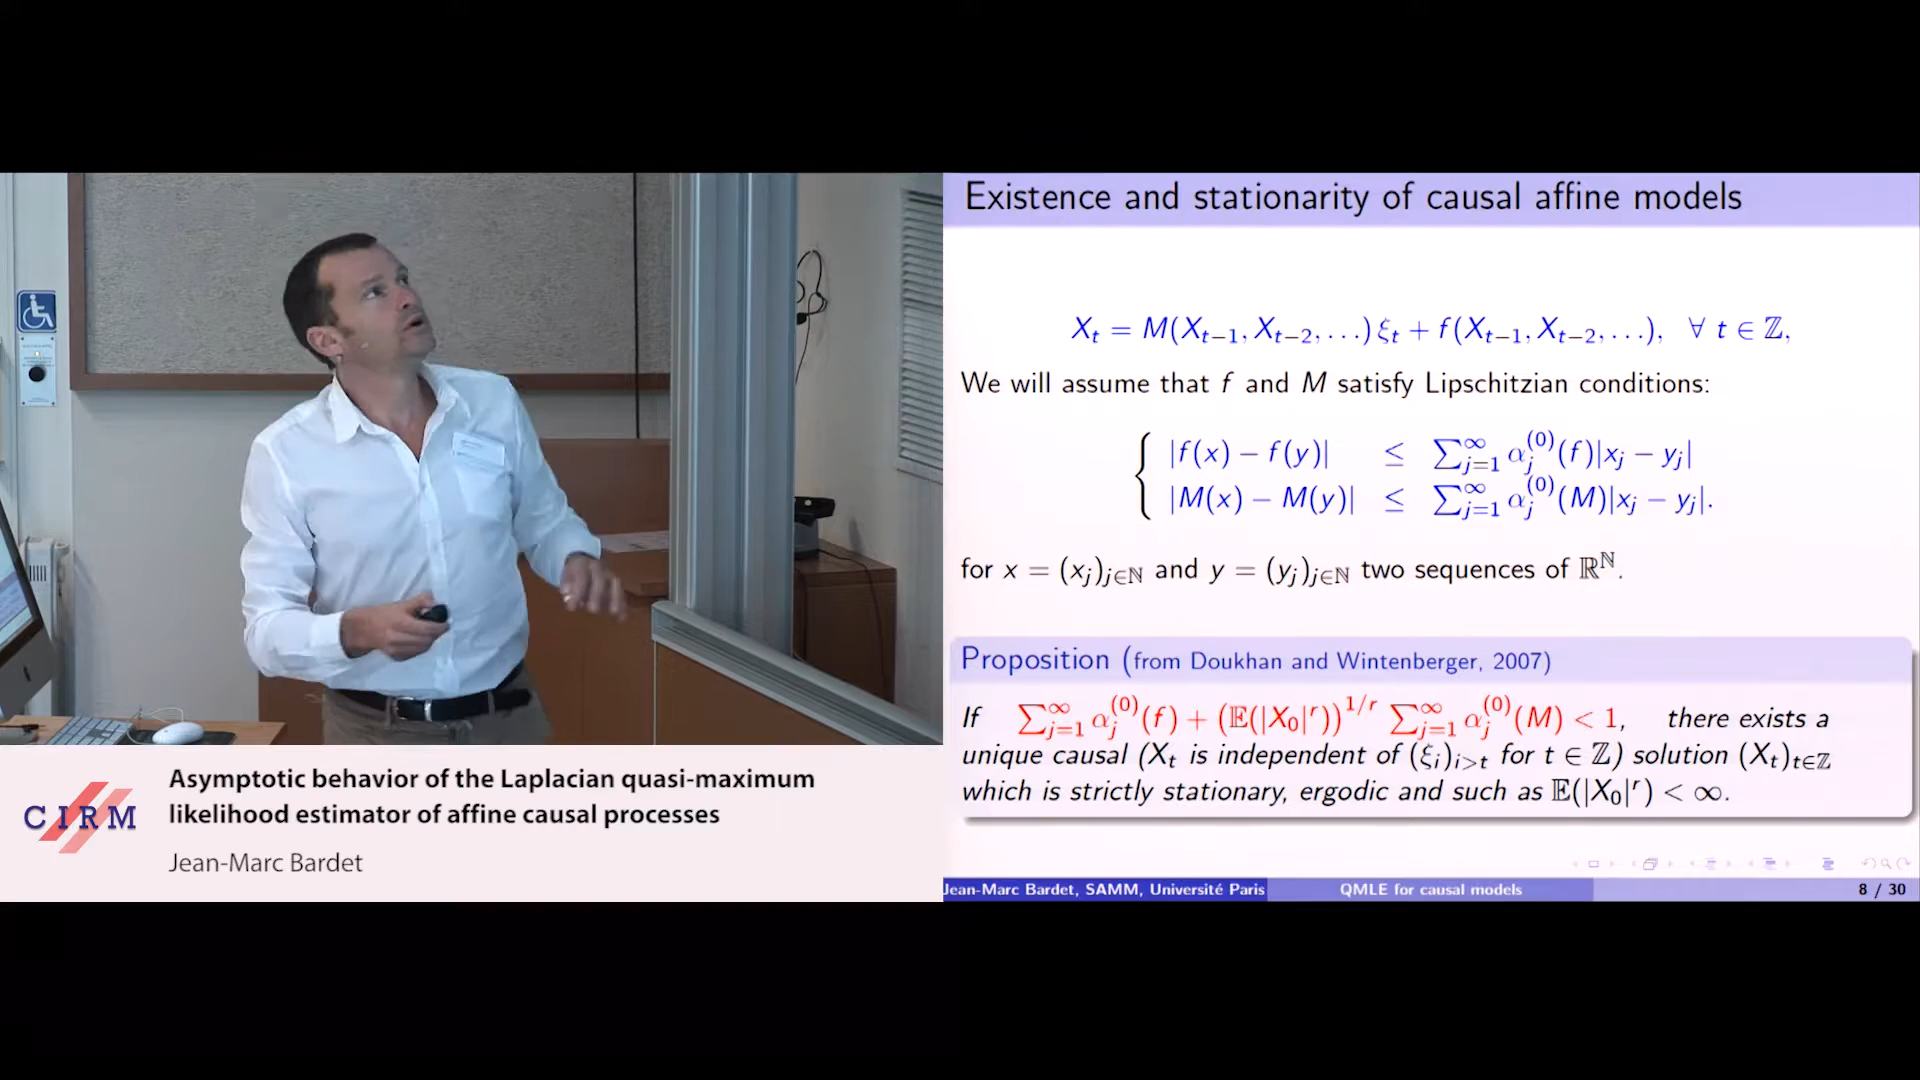 Existence and stationarity of causal affine models
X_t = M(X_{t−1}, X_{t−2}, …) ξ_t + f(X_{t−1}, X_{t−2}, …), ∀ t ∈ ℤ,
We will assume that f and M satisfy Lipschitzian conditions:
|f(x) − f(y)| ≤ ∑_{j=1}^∞ α_j^{(0)}(f)|x_j − y_j|
|M(x) − M(y)| ≤ ∑_{j=1}^∞ α_j^{(0)}(M)|x_j − y_j|.
for x = (x_j)_{j∈ℕ} and y = (y_j)_{j∈ℕ} two sequences of ℝ^ℕ.
Proposition (from Doukhan and Wintenberger, 2007)
If ∑_{j=1}^∞ α_j^{(0)}(f) + (𝔼(|X_0|^r))^{1/r} ∑_{j=1}^∞ α_j^{(0)}(M) < 1, there exists a
unique causal (X_t is independent of (ξ_i)_{i>t} for t ∈ ℤ) solution (X_t)_{t∈ℤ}
which is strictly stationary, ergodic and such as 𝔼(|X_0|^r) < ∞.
Jean-Marc Bardet, SAMM, Université Paris QMLE for causal models 8 / 30
CIRM
Asymptotic behavior of the Laplacian quasi-maximum
likelihood estimator of affine causal processes
Jean-Marc Bardet